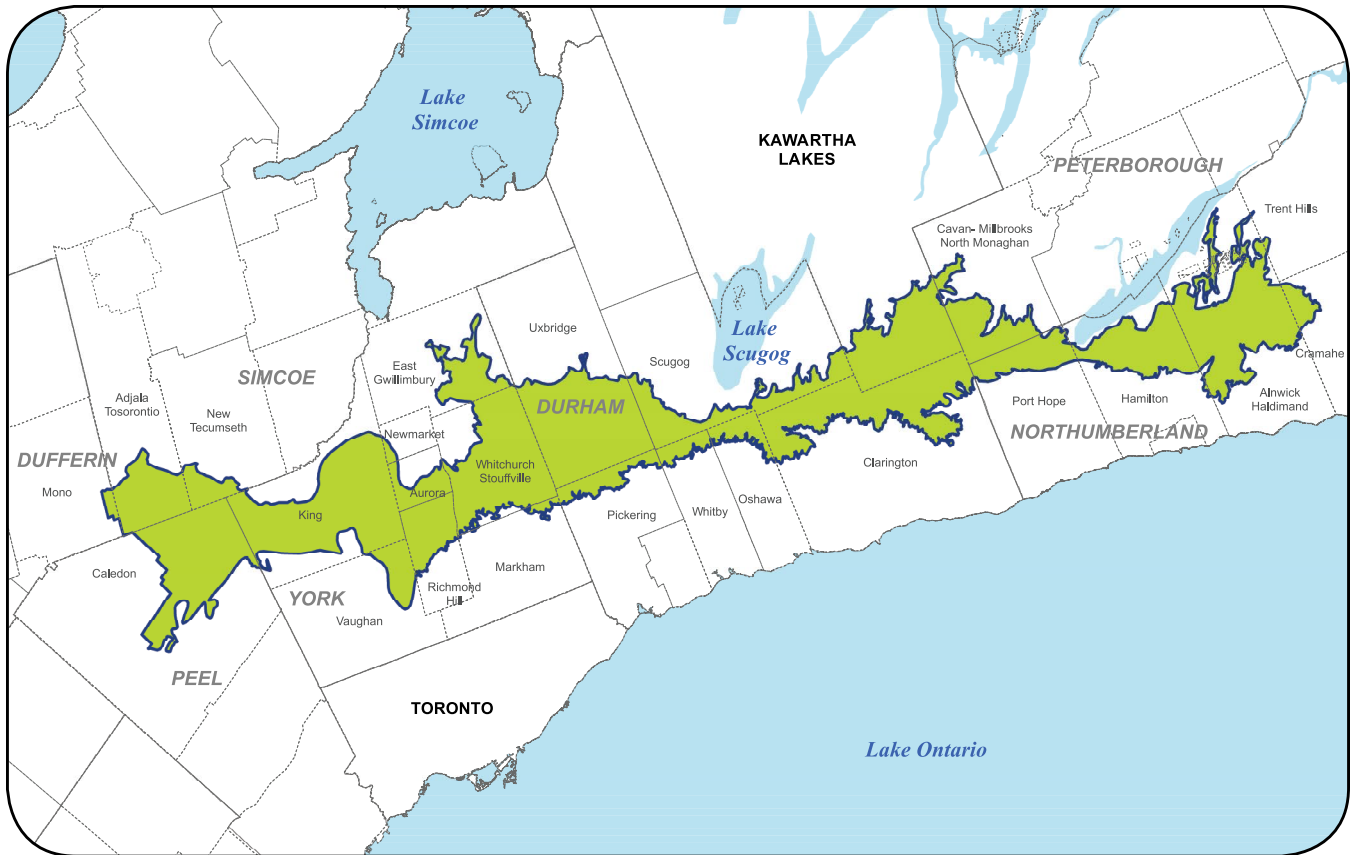 Lake
Simcoe
KAWARTHA
LAKES
PETERBOROUGH
Trent Hills
Cavan- Millbrooks
North Monaghan
Uxbridge
Lake
Scugog
Scugog
East
Gwillimbury
SIMCOE
Cramahe
Adjala
Tosorontio
New
Tecumseth
DURHAM
Alnwick
Haldimand
Port Hope
Hamilton
NORTHUMBERLAND
Newmarket
DUFFERIN
Mono
Whitchurch
Stouffville
Clarington
Aurora
King
Oshawa
Whitby
Pickering
Markham
Caledon
Richmond
Hill
YORK
Vaughan
PEEL
TORONTO
Lake Ontario